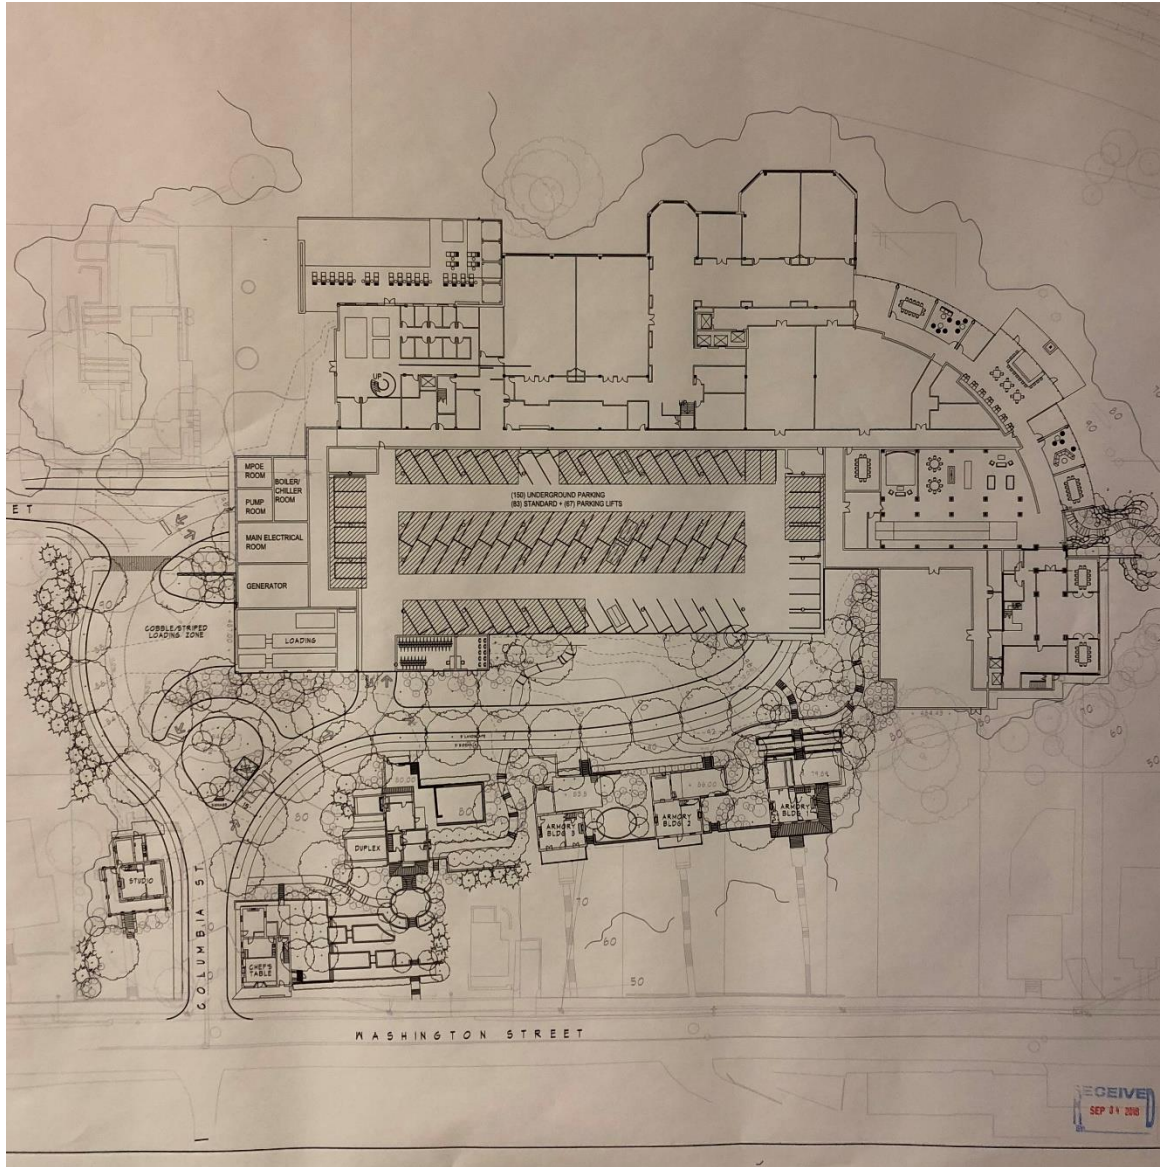 UP
MPOE
ROOM
BOILER/
CHILLER
ROOM
PUMP
ROOM
MAIN ELECTRICAL
ROOM
GENERATOR
(150) UNDERGROUND PARKING
(83) STANDARD + (67) PARKING LIFTS
ET
COBBLE/STRIPED
LOADING ZONE
LOADING
ARMORY
BLDG 1
ARMORY
BLDG 2
ARMORY
BLDG 3
DUPLEX
STUDIO
CHEF'S
TABLE
COLUMBIA ST
70
60
50
WASHINGTON STREET
RECEIVED
SEP 04 2018